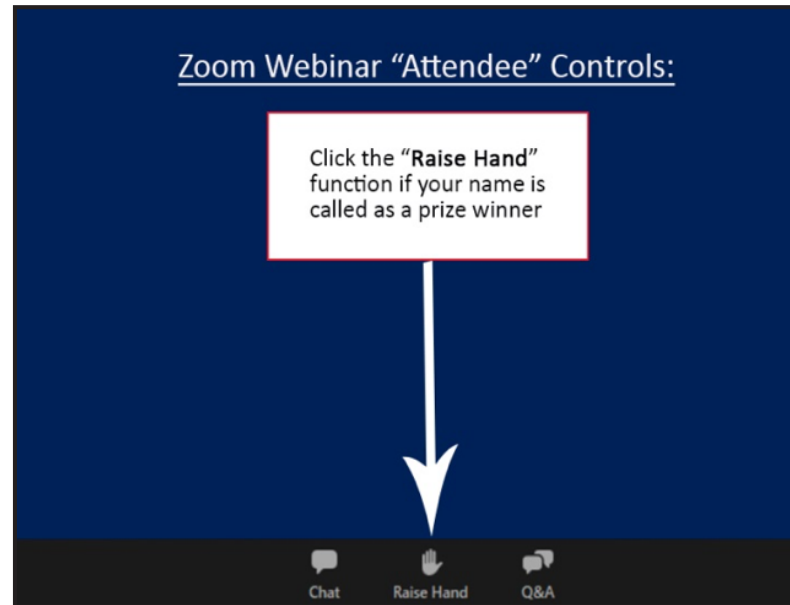 Zoom Webinar “Attendee” Controls:
Click the “Raise Hand”
function if your name is
called as a prize winner
Chat
Raise Hand
Q&A